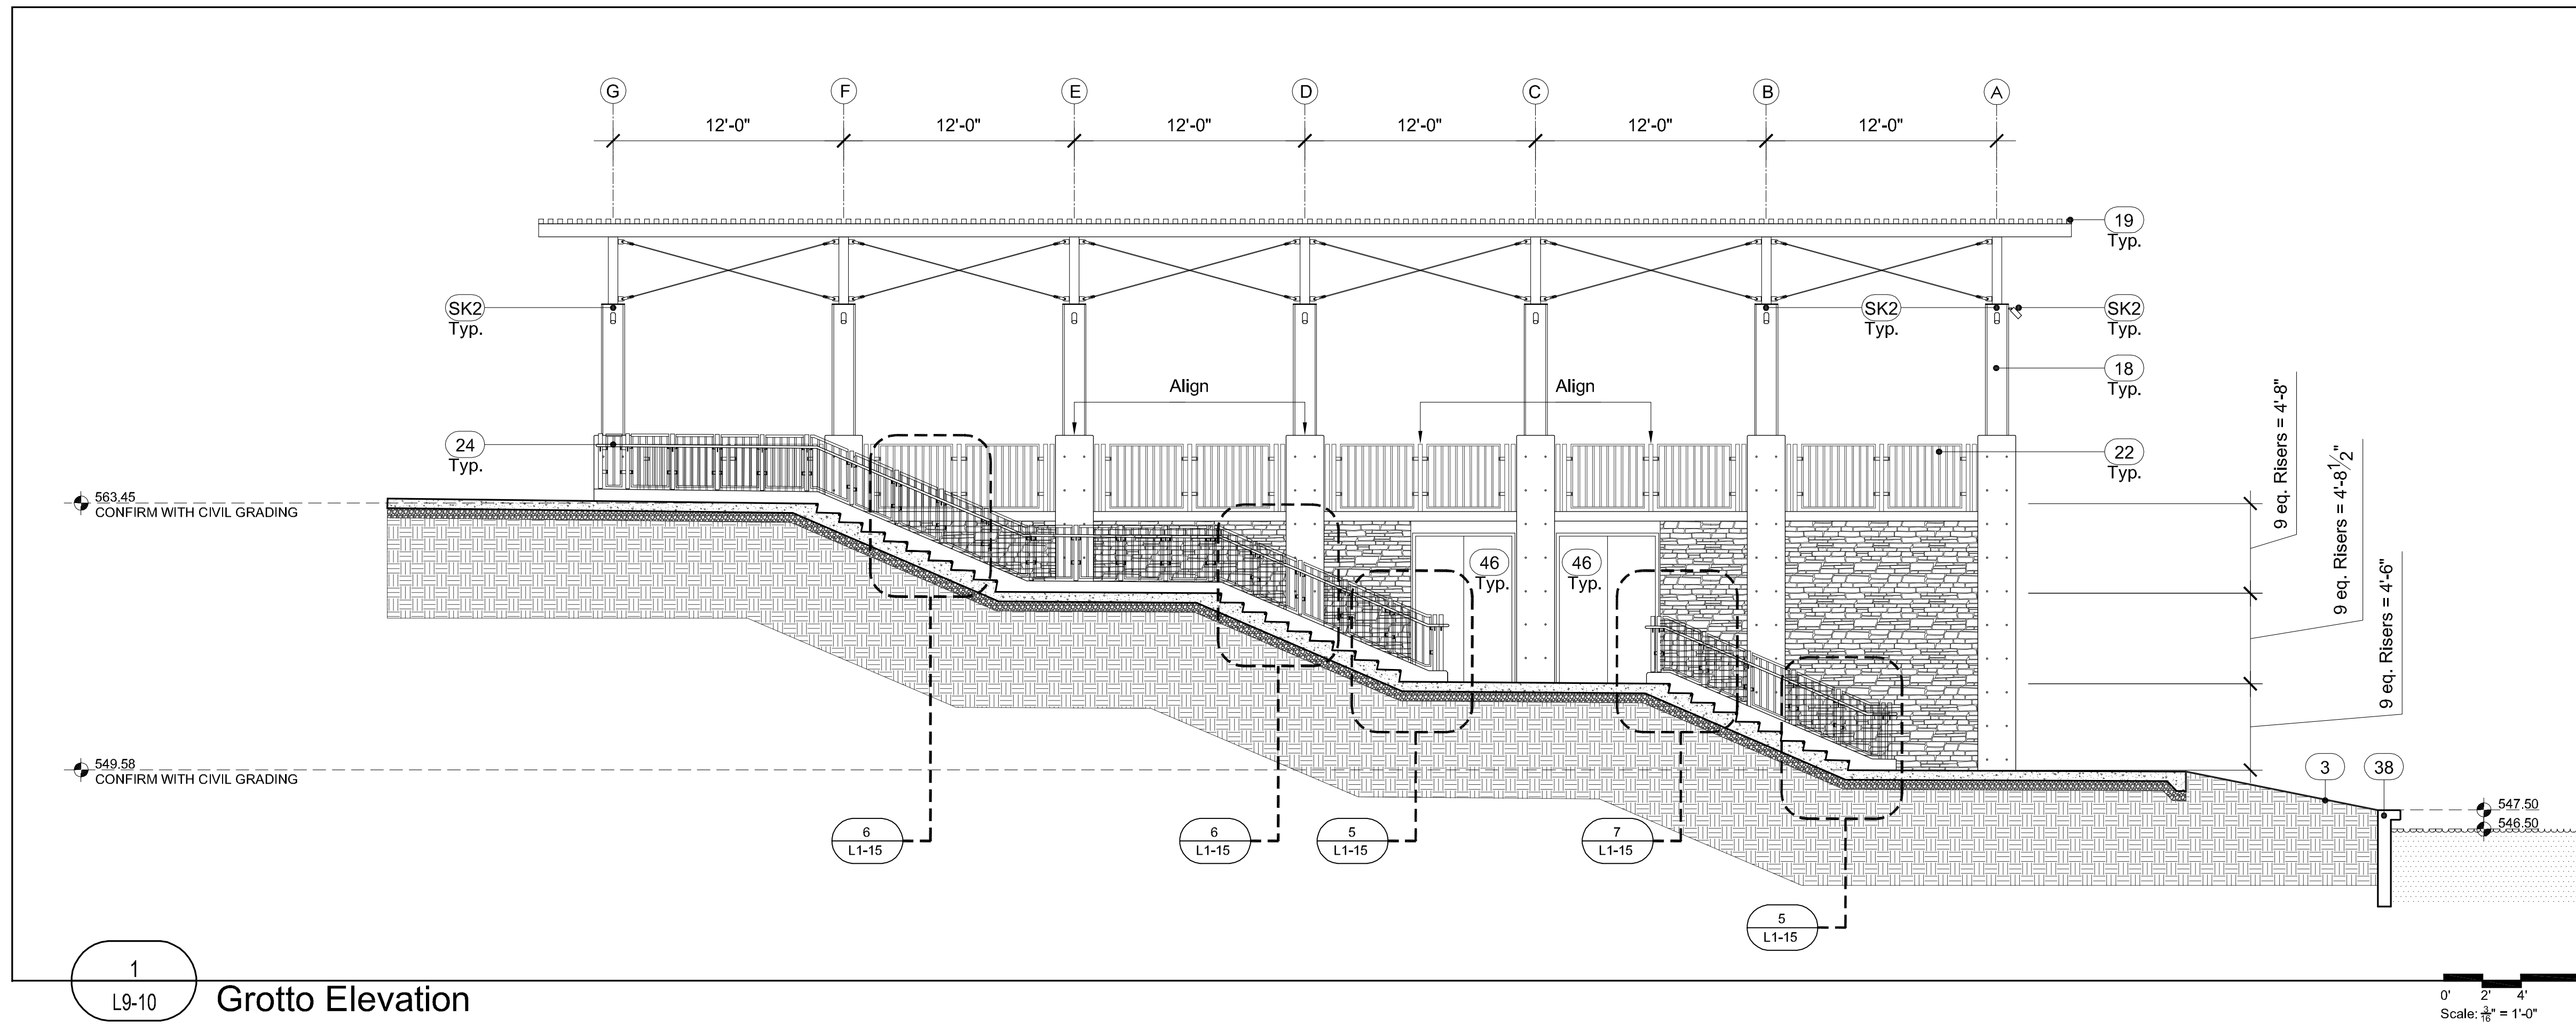 G F E D C B A
12'-0" 12'-0" 12'-0" 12'-0" 12'-0" 12'-0"
19
Typ.
SK2
Typ.
SK2
Typ.
SK2
Typ.
18
Typ.
Align Align
24
Typ.
22
Typ.
9 eq. Risers = 4'-8"
9 eq. Risers = 4'-8 1/2"
9 eq. Risers = 4'-6"
563.45
CONFIRM WITH CIVIL GRADING
46
Typ.
46
Typ.
549.58
CONFIRM WITH CIVIL GRADING
3 38
547.50
546.50
6
L1-15
6
L1-15
5
L1-15
7
L1-15
5
L1-15
1
L9-10
Grotto Elevation
0' 2' 4'
Scale: 3/16" = 1'-0"